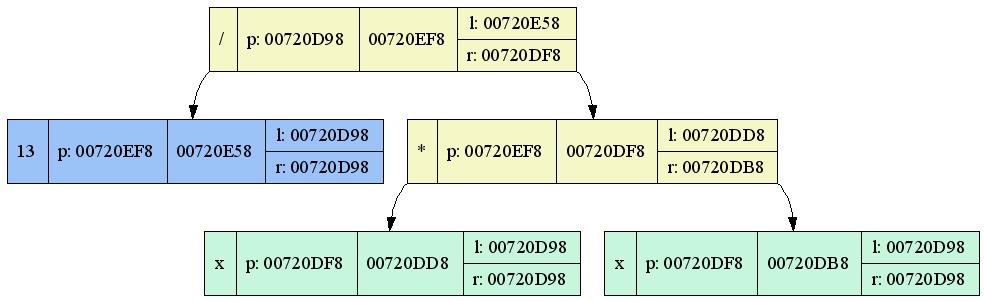 / p: 00720D98 00720EF8 l: 00720E58
r: 00720DF8
13 p: 00720EF8 00720E58 l: 00720D98
r: 00720D98
* p: 00720EF8 00720DF8 l: 00720DD8
r: 00720DB8
x p: 00720DF8 00720DD8 l: 00720D98
r: 00720D98
x p: 00720DF8 00720DB8 l: 00720D98
r: 00720D98